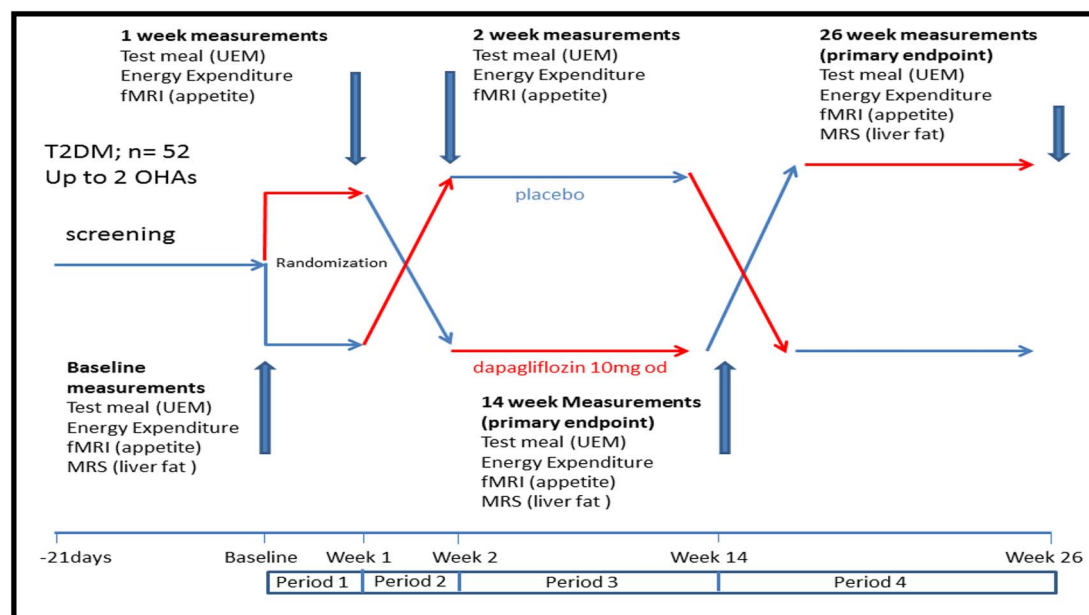 1 week measurements
Test meal (UEM)
Energy Expenditure
fMRI (appetite)
2 week measurements
Test meal (UEM)
Energy Expenditure
fMRI (appetite)
26 week measurements
(primary endpoint)
Test meal (UEM)
Energy Expenditure
fMRI (appetite)
MRS (liver fat)
T2DM; n= 52
Up to 2 OHAs
screening
Randomization
placebo
dapagliflozin 10mg od
Baseline
measurements
Test meal (UEM)
Energy Expenditure
fMRI (appetite)
MRS (liver fat )
14 week Measurements
(primary endpoint)
Test meal (UEM)
Energy Expenditure
fMRI (appetite)
MRS (liver fat )
-21days
Baseline
Week 1
Week 2
Week 14
Week 26
Period 1
Period 2
Period 3
Period 4